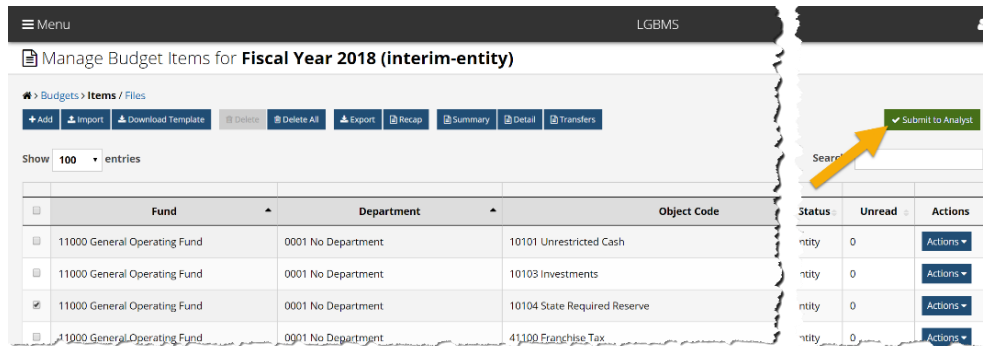 Menu LGBMS
Manage Budget Items for Fiscal Year 2018 (interim-entity)
> Budgets > Items / Files
Add Import Download Template Delete Delete All Export Recap Summary Detail Transfers Submit to Analyst
Show 100 entries
Fund Department Object Code Status Unread Actions
11000 General Operating Fund 0001 No Department 10101 Unrestricted Cash 0 Actions
11000 General Operating Fund 0001 No Department 10103 Investments 0 Actions
11000 General Operating Fund 0001 No Department 10104 State Required Reserve 0 Actions
11000 General Operating Fund 0001 No Department 41100 Franchise Tax 0 Actions